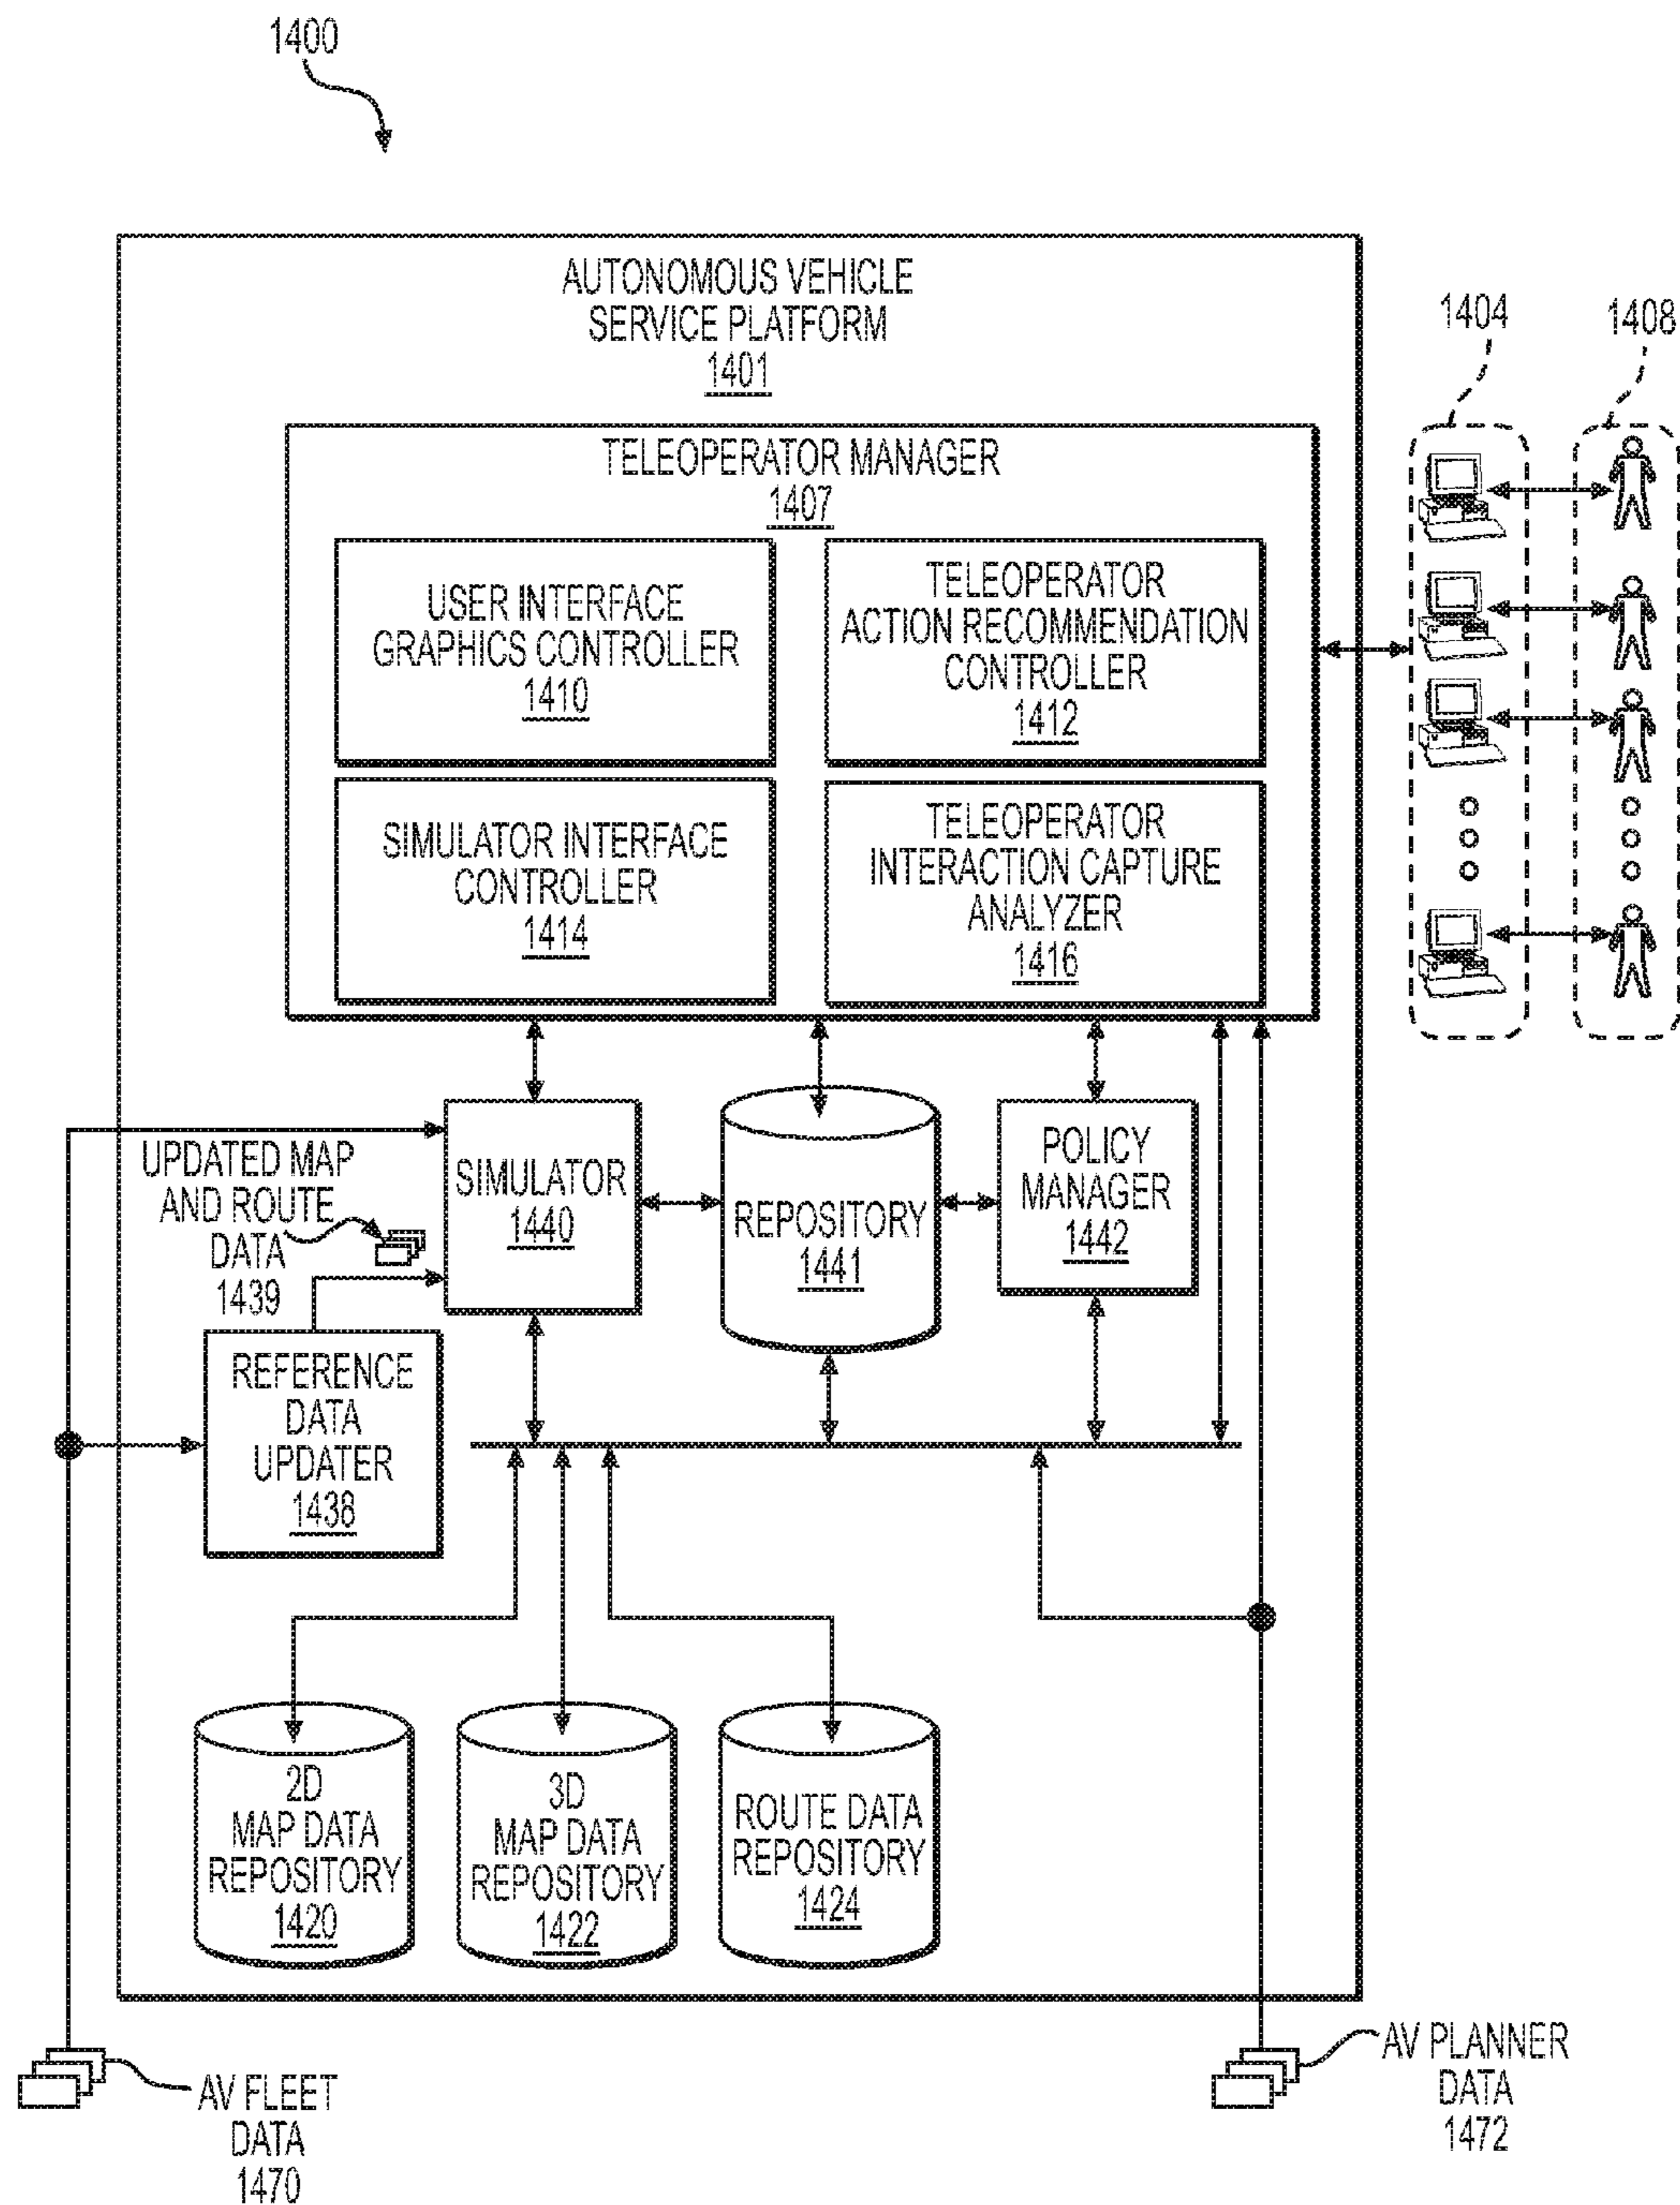 1400
AUTONOMOUS VEHICLE
SERVICE PLATFORM
1401
1404
1408
TELEOPERATOR MANAGER
1407
USER INTERFACE
GRAPHICS CONTROLLER
1410
TELEOPERATOR
ACTION RECOMMENDATION
CONTROLLER
1412
SIMULATOR INTERFACE
CONTROLLER
1414
TELEOPERATOR
INTERACTION CAPTURE
ANALYZER
1416
UPDATED MAP
AND ROUTE
DATA
1439
SIMULATOR
1440
REPOSITORY
1441
POLICY
MANAGER
1442
REFERENCE
DATA
UPDATER
1438
2D
MAP DATA
REPOSITORY
1420
3D
MAP DATA
REPOSITORY
1422
ROUTE DATA
REPOSITORY
1424
AV FLEET
DATA
1470
AV PLANNER
DATA
1472